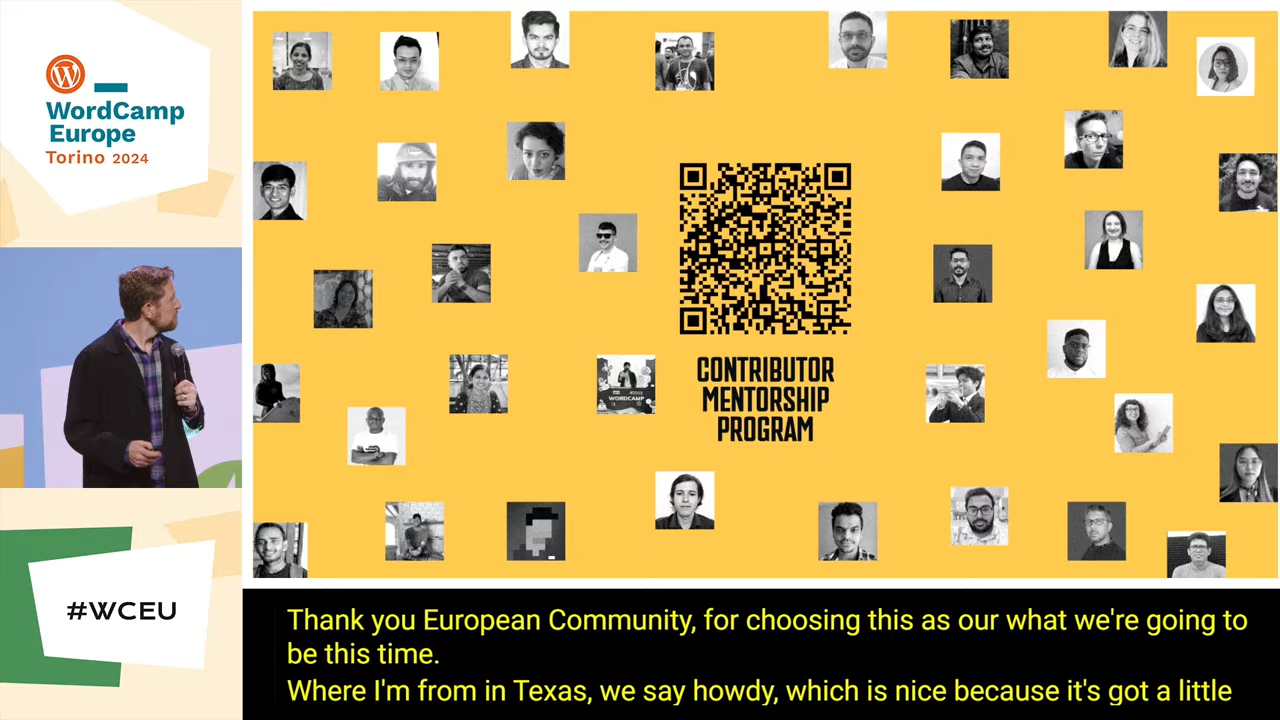 WordCamp
Europe
Torino 2024
WORDCAMP
CONTRIBUTOR
MENTORSHIP
PROGRAM
#WCEU
Thank you European Community, for choosing this as our what we're going to
be this time.
Where I'm from in Texas, we say howdy, which is nice because it's got a little